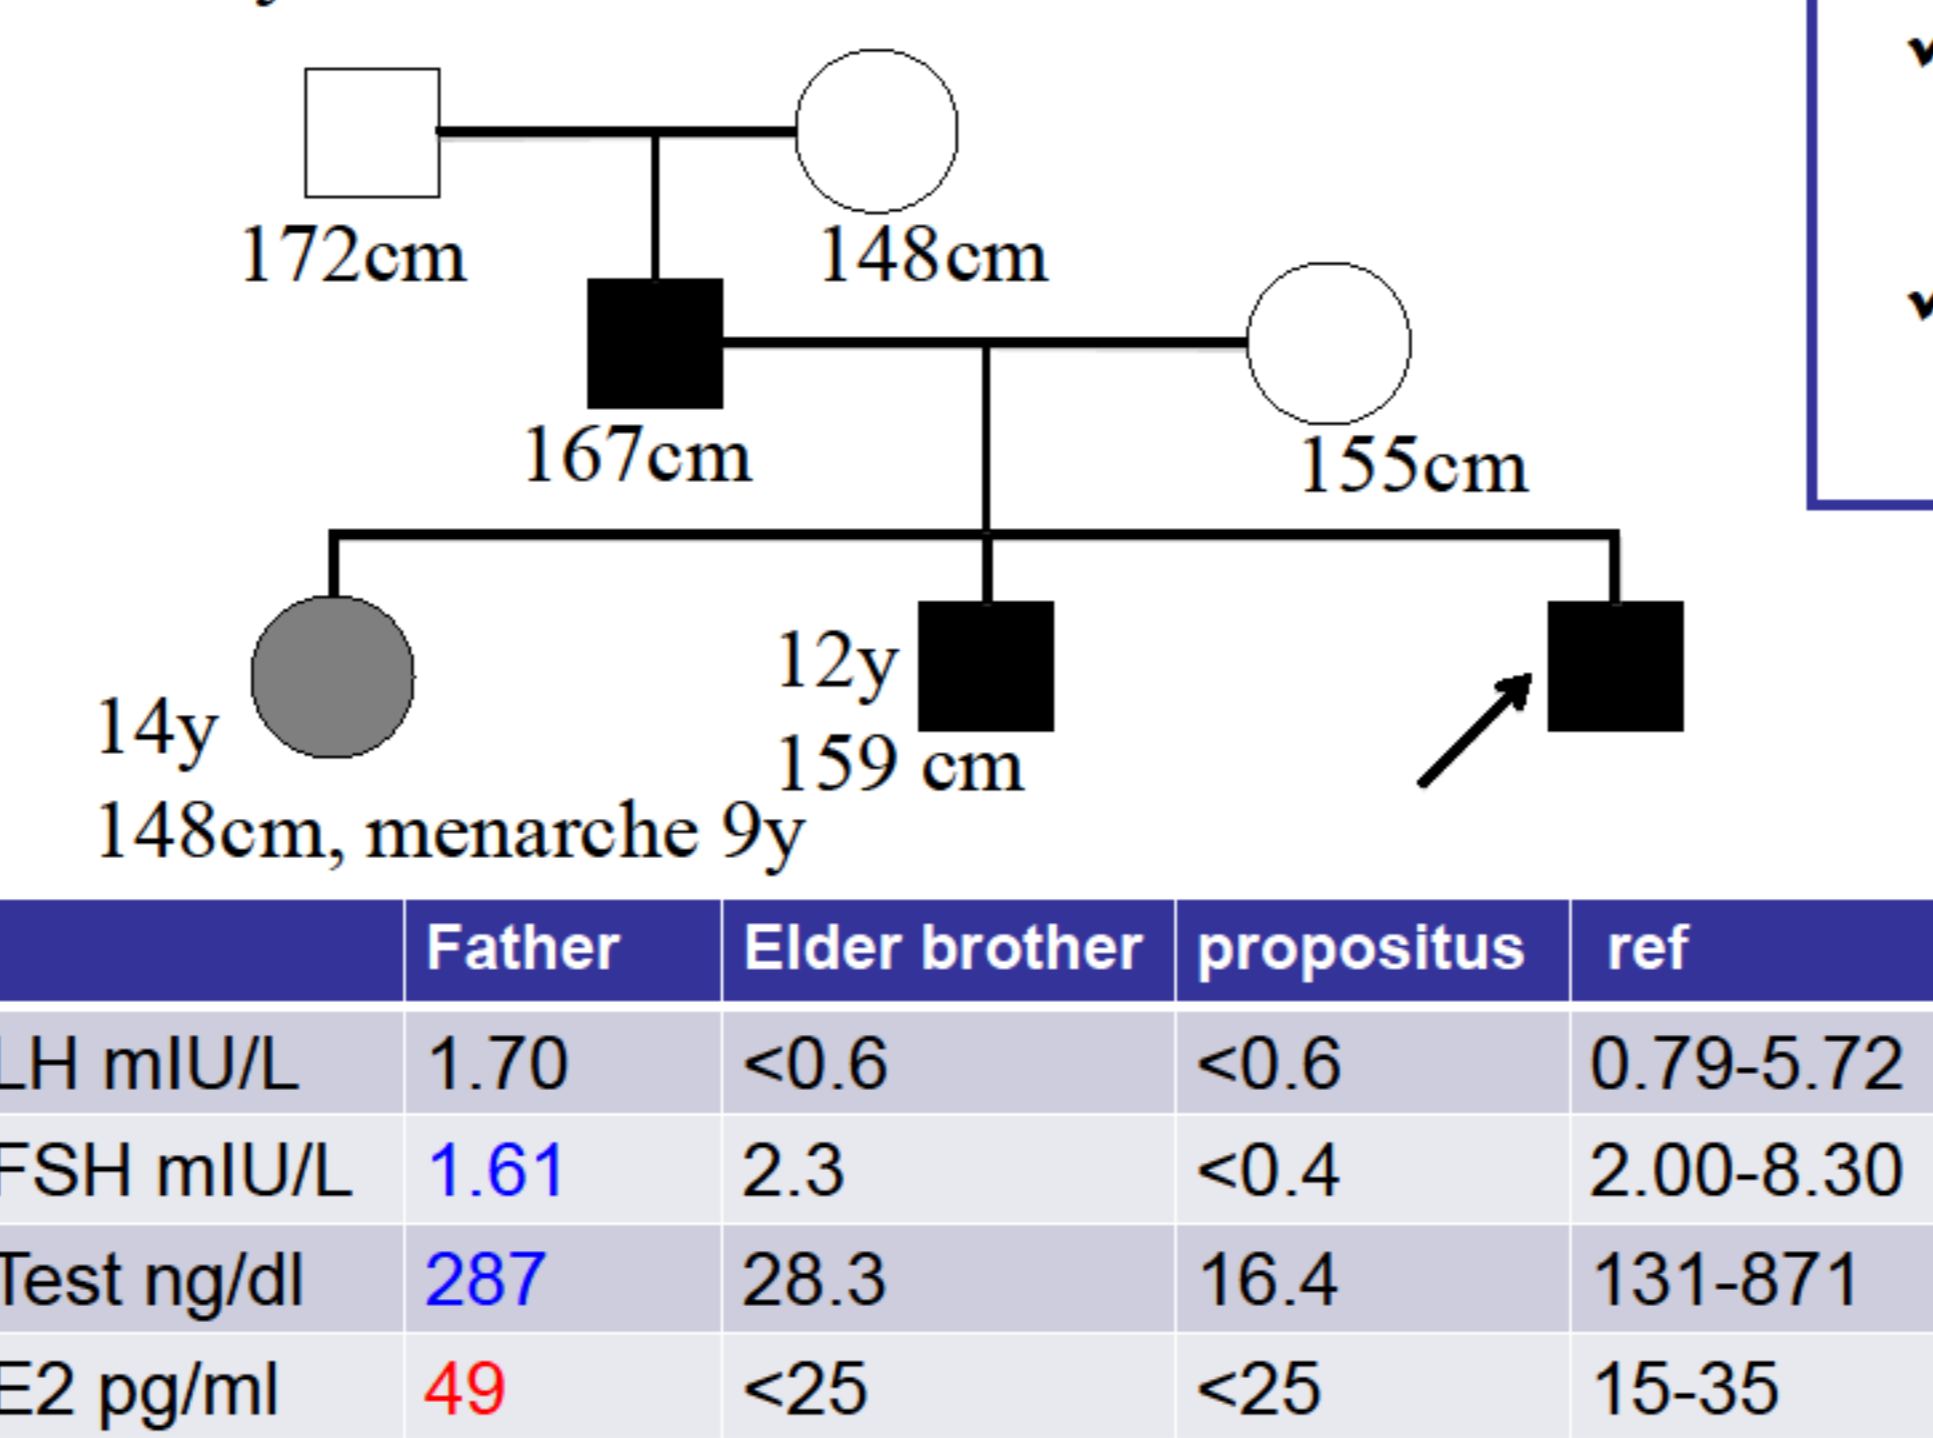 172cm
148cm
167cm
155cm
14y
12y
159 cm
148cm, menarche 9y
Father Elder brother propositus ref
LH mIU/L 1.70 <0.6 <0.6 0.79-5.72
FSH mIU/L 1.61 2.3 <0.4 2.00-8.30
Test ng/dl 287 28.3 16.4 131-871
E2 pg/ml 49 <25 <25 15-35